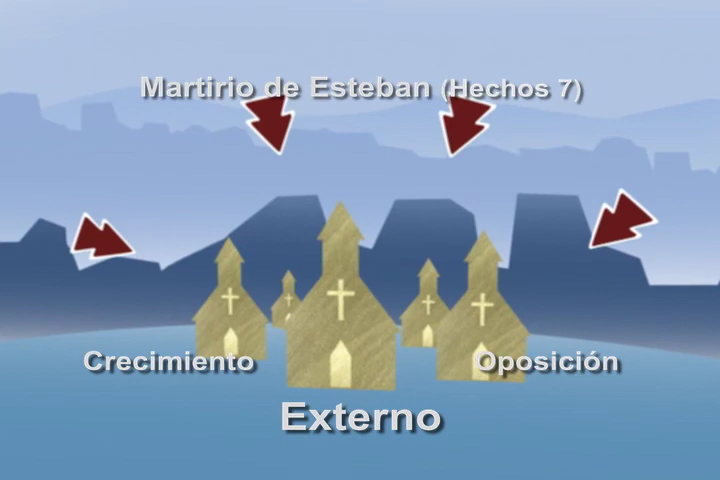 Martirio de Esteban (Hechos 7)
Crecimiento
Oposición
Externo